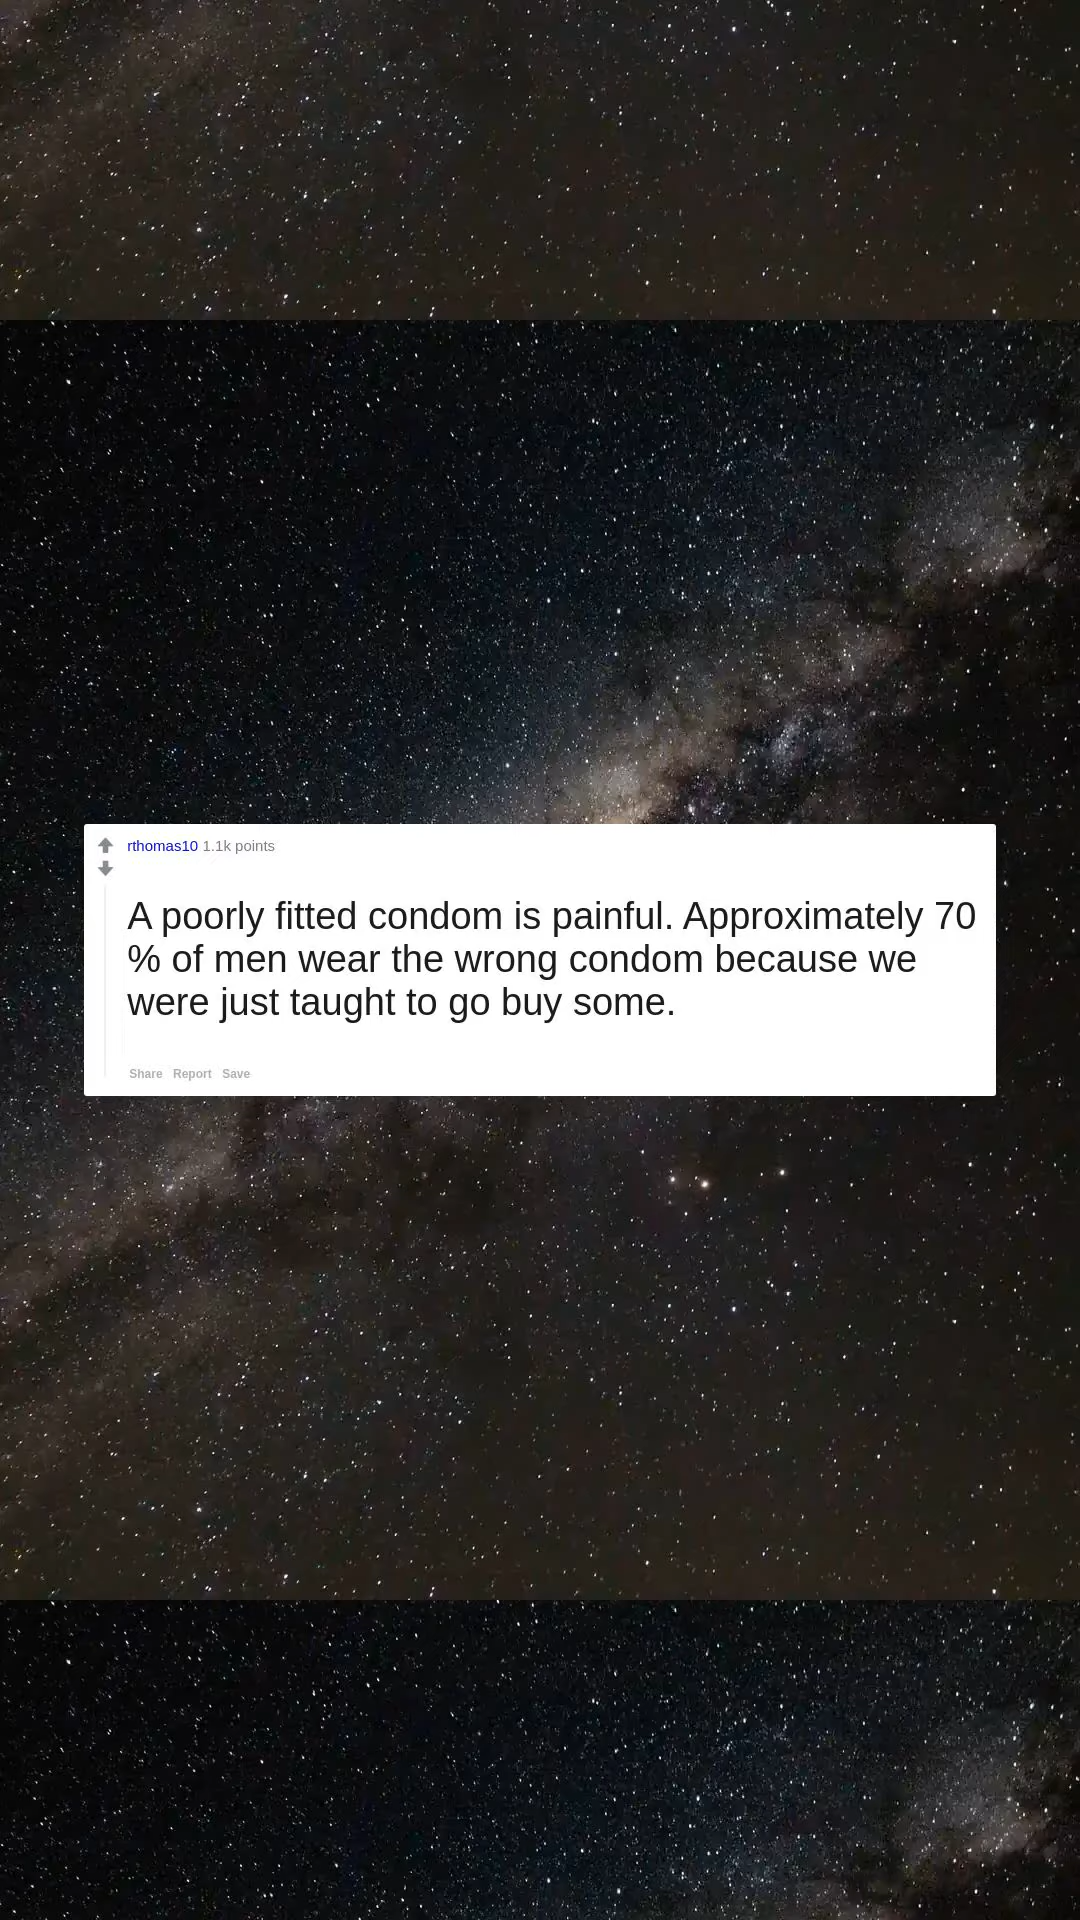 rthomas10 1.1k points
A poorly fitted condom is painful. Approximately 70
% of men wear the wrong condom because we
were just taught to go buy some.
Share Report Save